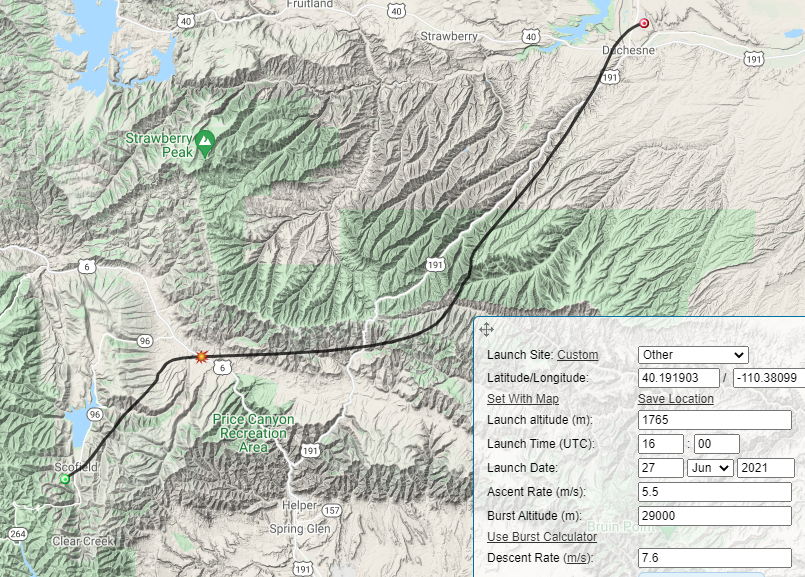 Fruitland
40
40
Strawberry
40
Duchesne
191
191
Strawberry
Peak
191
6
96
6
96
Price Canyon
Recreation
Area
191
Scofield
Helper
157
Spring Glen
264
Clear Creek
191
Launch Site: Custom
Other
Latitude/Longitude:
40.191903 / -110.38099
Set With Map
Save Location
Launch altitude (m):
1765
Launch Time (UTC):
16 : 00
Launch Date:
27 Jun 2021
Ascent Rate (m/s):
5.5
Burst Altitude (m):
29000
Bruin Point
Use Burst Calculator
Descent Rate (m/s):
7.6